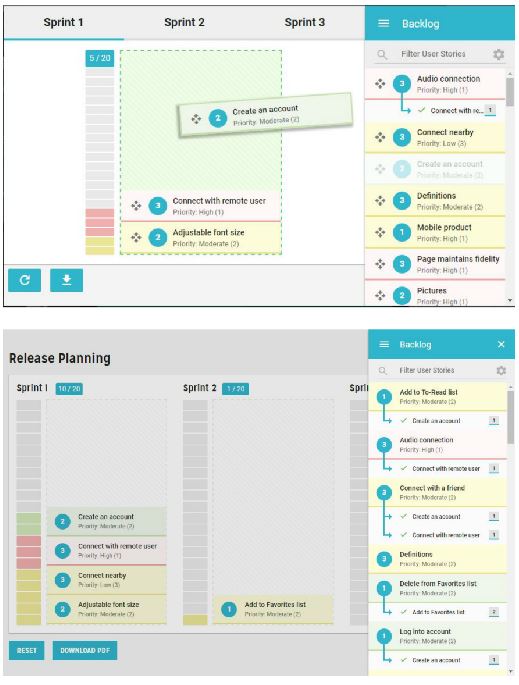 Sprint 1
Sprint 2
Sprint 3
5 / 20
2
Create an account
Priority: Moderate (2)
3
Connect with remote user
Priority: High (1)
2
Adjustable font size
Priority: Moderate (2)
Backlog
Filter User Stories
3
Audio connection
Priority: High (1)
Connect with re...
1
3
Connect nearby
Priority: Low (3)
2
Create an account
Priority: Moderate (2)
3
Definitions
Priority: Moderate (2)
1
Mobile product
Priority: High (1)
3
Page maintains fidelity
Priority: High (1)
2
Pictures
Priority: High (1)
Release Planning
Sprint 1
10 / 20
2
Create an account
Priority: Moderate (2)
3
Connect with remote user
Priority: High (1)
3
Connect nearby
Priority: Low (3)
2
Adjustable font size
Priority: Moderate (2)
Sprint 2
1 / 20
1
Add to Favorites list
Priority: Moderate (2)
Spri
RESET
DOWNLOAD PDF
Backlog
Filter User Stories
1
Add to To-Read list
Priority: Moderate (2)
Create an account
1
3
Audio connection
Priority: High (1)
Connect with remote user
1
3
Connect with a friend
Priority: Moderate (2)
Create an account
1
Connect with remote user
1
3
Definitions
Priority: Moderate (2)
1
Delete from Favorites list
Priority: Moderate (2)
Add to Favorites list
2
1
Log into account
Priority: Moderate (2)
Create an account
1